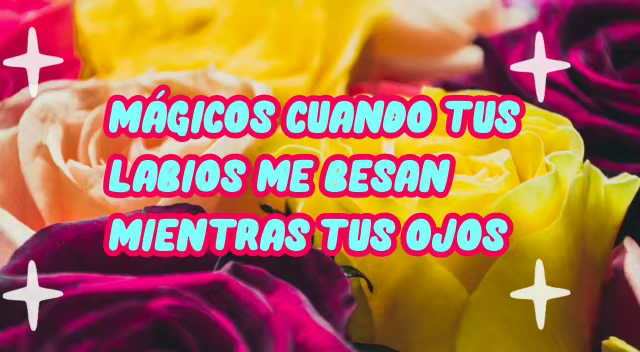 MÁGICOS CUANDO TUS
LABIOS ME BESAN
MIENTRAS TUS OJOS